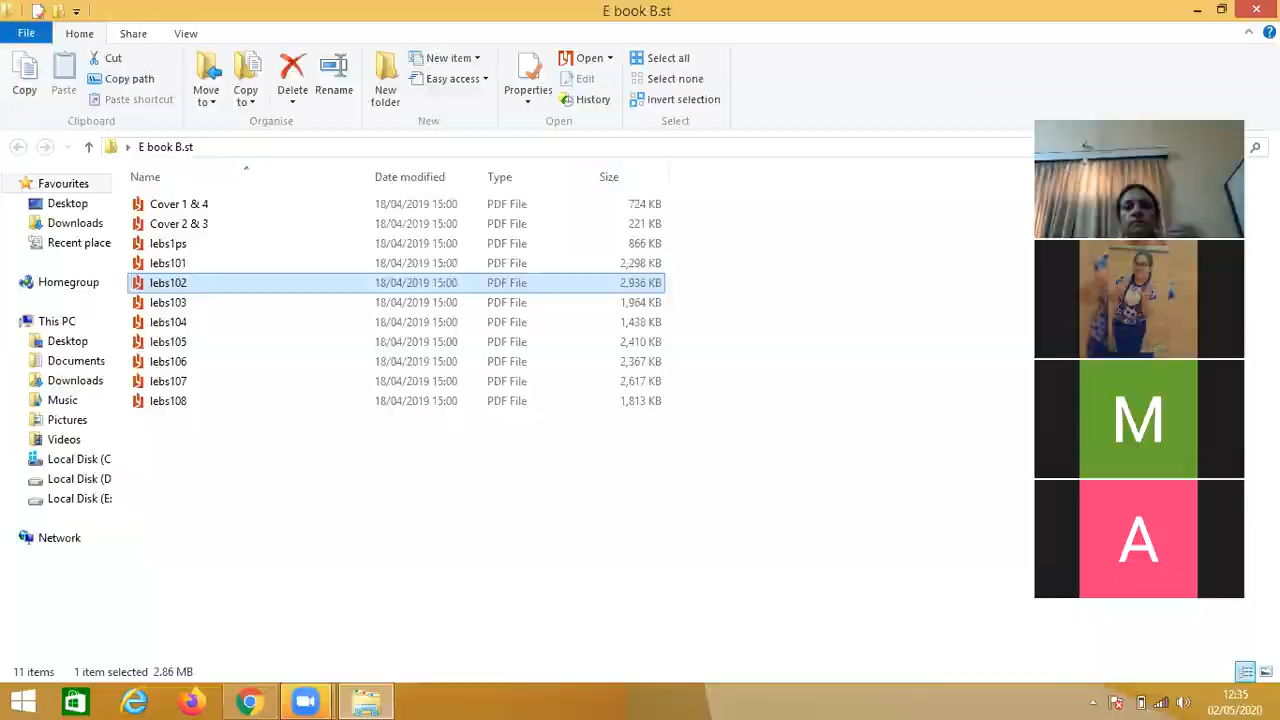 E book B.st
File Home Share View
Copy
Paste
Cut
Copy path
Paste shortcut
Clipboard
Move to
Copy to
Delete
Rename
Organise
New folder
New item
Easy access
New
Properties
Open
Edit
History
Open
Select all
Select none
Invert selection
Select
E book B.st
Name Date modified Type Size
Favourites
Desktop
Downloads
Recent place
Homegroup
This PC
Desktop
Documents
Downloads
Music
Pictures
Videos
Local Disk (C
Local Disk (D
Local Disk (E:
Network
Cover 1 & 4 18/04/2019 15:00 PDF File 724 KB
Cover 2 & 3 18/04/2019 15:00 PDF File 221 KB
lebs1ps 18/04/2019 15:00 PDF File 866 KB
lebs101 18/04/2019 15:00 PDF File 2,298 KB
lebs102 18/04/2019 15:00 PDF File 2,936 KB
lebs103 18/04/2019 15:00 PDF File 1,964 KB
lebs104 18/04/2019 15:00 PDF File 1,438 KB
lebs105 18/04/2019 15:00 PDF File 2,410 KB
lebs106 18/04/2019 15:00 PDF File 2,367 KB
lebs107 18/04/2019 15:00 PDF File 2,617 KB
lebs108 18/04/2019 15:00 PDF File 1,813 KB
M
A
11 items 1 item selected 2.86 MB
12:35
02/05/2020